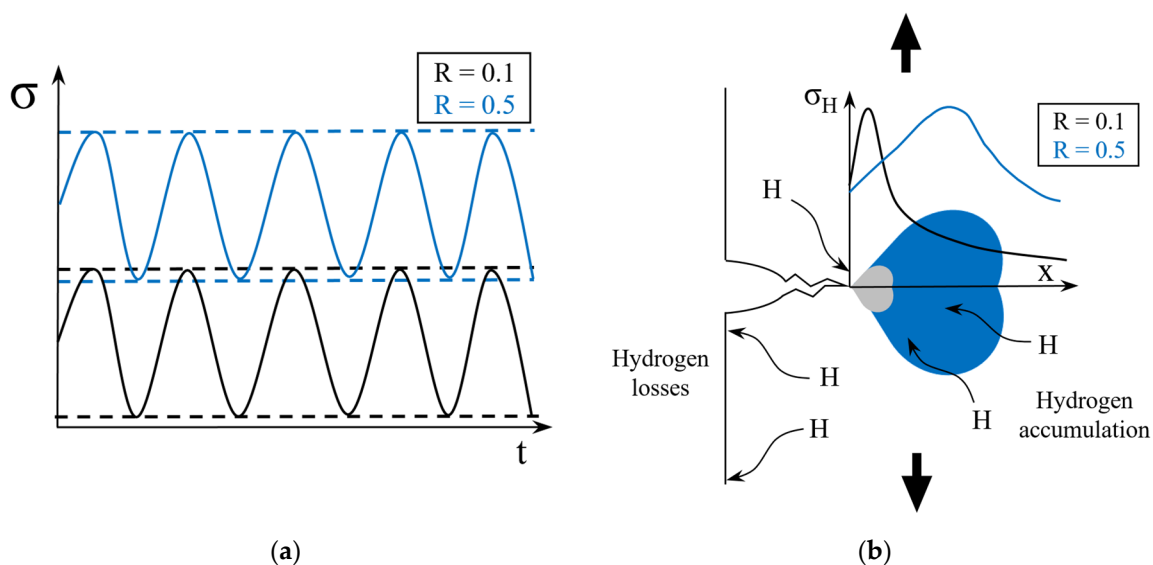 σ
R = 0.1
R = 0.5
t
(a)
σH
R = 0.1
R = 0.5
H
x
Hydrogen
losses
H
H
H
H
Hydrogen
accumulation
(b)